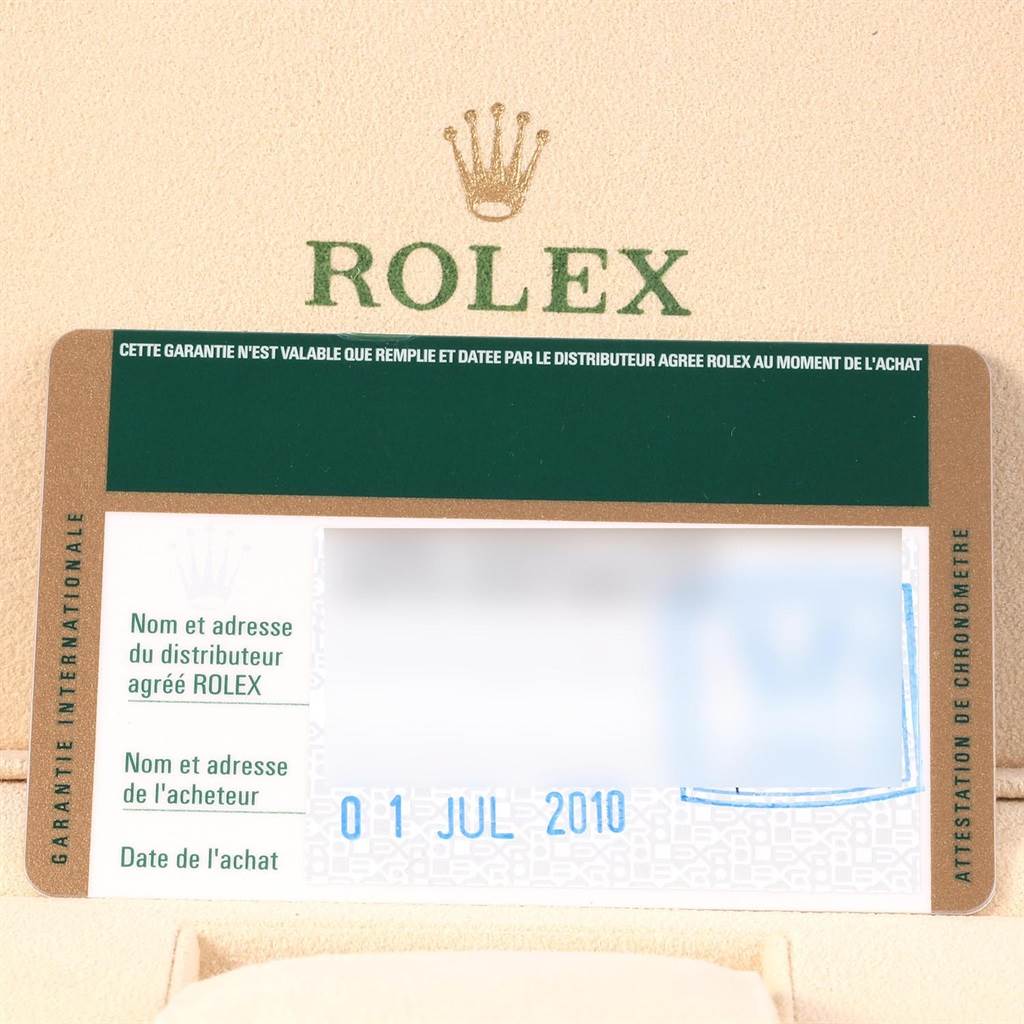 ROLEX
CETTE GARANTIE N'EST VALABLE QUE REMPLIE ET DATEE PAR LE DISTRIBUTEUR AGREE ROLEX AU MOMENT DE L'ACHAT
GARANTIE INTERNATIONALE
Nom et adresse
du distributeur
agréé ROLEX
Nom et adresse
de l'acheteur
Date de l'achat
01 JUL 2010
ATTESTATION DE CHRONOMETRE